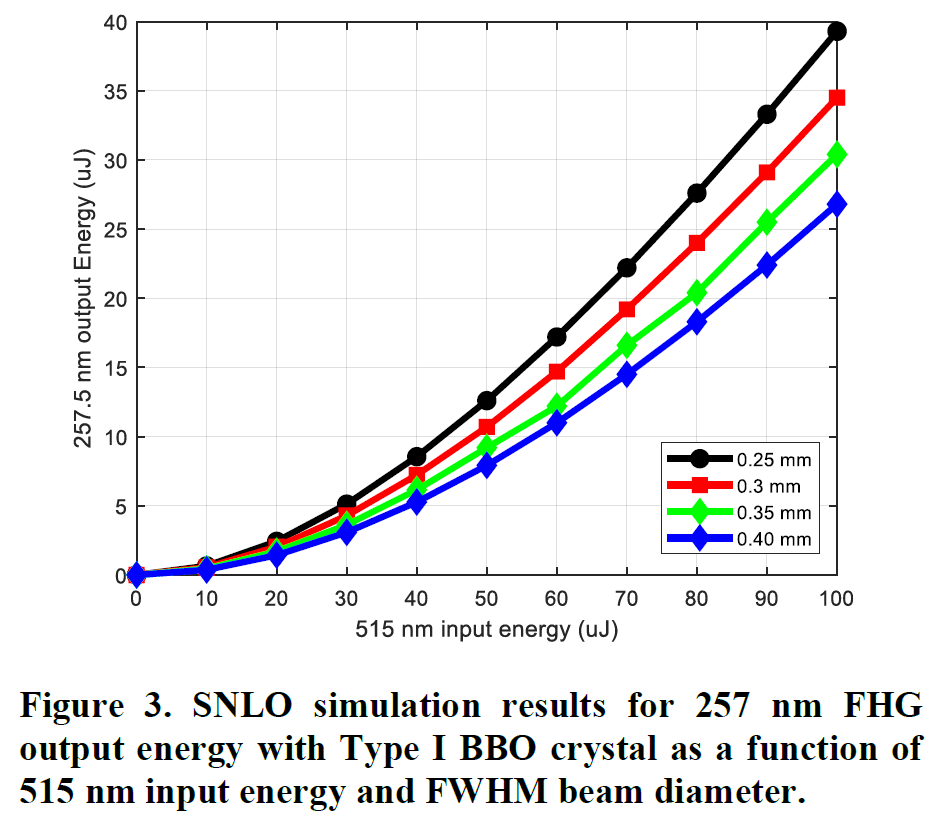 40
35
30
25
20
15
10
5
0
257.5 nm output Energy (uJ)
0.25 mm
0.3 mm
0.35 mm
0.40 mm
0 10 20 30 40 50 60 70 80 90 100
515 nm input energy (uJ)
Figure 3. SNLO simulation results for 257 nm FHG
output energy with Type I BBO crystal as a function of
515 nm input energy and FWHM beam diameter.